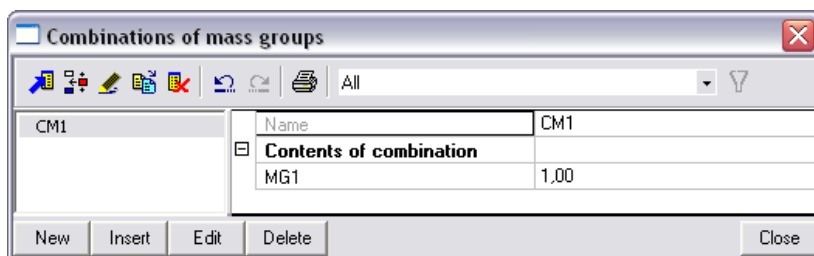 Combinations of mass groups
All
CM1
Name CM1
Contents of combination
MG1 1,00
New Insert Edit Delete Close